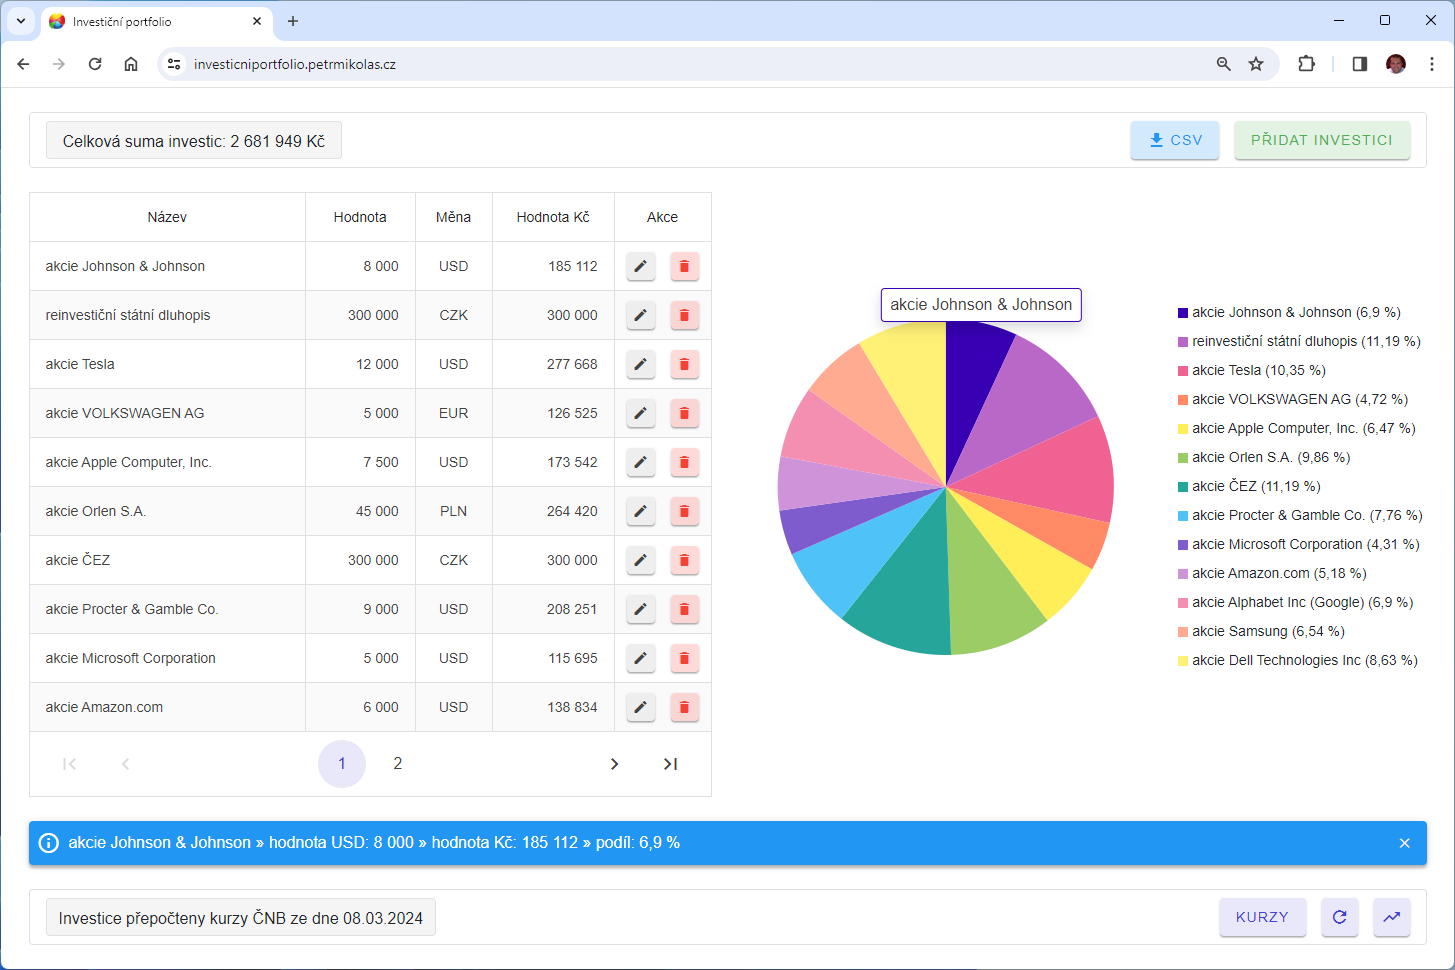 Investiční portfolio
investicniportfolio.petrmikolas.cz
Celková suma investic: 2 681 949 Kč
CSV
PŘIDAT INVESTICI
Název Hodnota Měna Hodnota Kč Akce
akcie Johnson & Johnson 8 000 USD 185 112
reinvestiční státní dluhopis 300 000 CZK 300 000
akcie Tesla 12 000 USD 277 668
akcie VOLKSWAGEN AG 5 000 EUR 126 525
akcie Apple Computer, Inc. 7 500 USD 173 542
akcie Orlen S.A. 45 000 PLN 264 420
akcie ČEZ 300 000 CZK 300 000
akcie Procter & Gamble Co. 9 000 USD 208 251
akcie Microsoft Corporation 5 000 USD 115 695
akcie Amazon.com 6 000 USD 138 834
1 2
akcie Johnson & Johnson
akcie Johnson & Johnson (6,9 %)
reinvestiční státní dluhopis (11,19 %)
akcie Tesla (10,35 %)
akcie VOLKSWAGEN AG (4,72 %)
akcie Apple Computer, Inc. (6,47 %)
akcie Orlen S.A. (9,86 %)
akcie ČEZ (11,19 %)
akcie Procter & Gamble Co. (7,76 %)
akcie Microsoft Corporation (4,31 %)
akcie Amazon.com (5,18 %)
akcie Alphabet Inc (Google) (6,9 %)
akcie Samsung (6,54 %)
akcie Dell Technologies Inc (8,63 %)
akcie Johnson & Johnson » hodnota USD: 8 000 » hodnota Kč: 185 112 » podíl: 6,9 %
Investice přepočteny kurzy ČNB ze dne 08.03.2024
KURZY